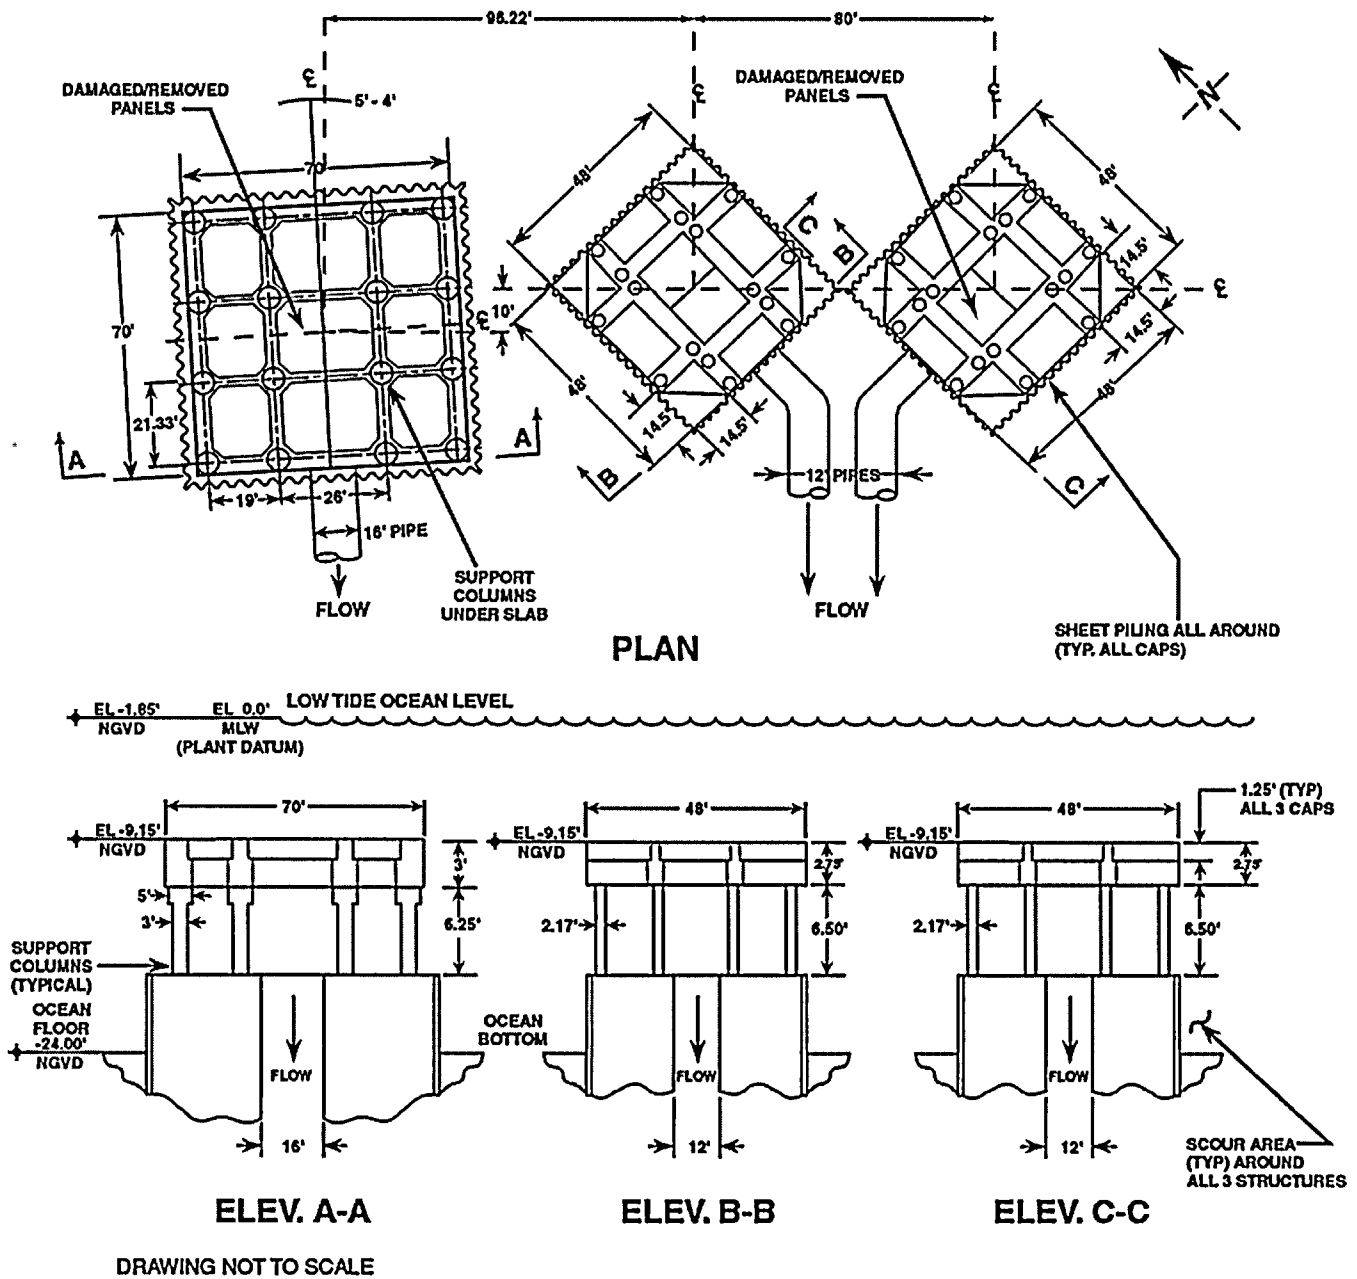 96.22'
80'
℄
5' - 4'
DAMAGED/REMOVED
PANELS
70'
DAMAGED/REMOVED
PANELS
℄
℄
N
48'
48'
C
B
14.5'
70'
℄
10'
℄
14.5'
21.33'
48'
48'
A
A
14.5'
14.5'
B
C
19'
26'
12' PIPES
16' PIPE
SUPPORT
COLUMNS
UNDER SLAB
FLOW
FLOW
SHEET PILING ALL AROUND
(TYP. ALL CAPS)
PLAN
LOW TIDE OCEAN LEVEL
EL -1.65'
NGVD
EL 0.0'
MLW
(PLANT DATUM)
70'
48'
48'
1.25' (TYP)
ALL 3 CAPS
EL -9.15'
NGVD
EL -9.15'
NGVD
EL -9.15'
NGVD
3'
2.75'
2.75'
5'
3'
6.25'
2.17'
6.50'
2.17'
6.50'
SUPPORT
COLUMNS
(TYPICAL)
OCEAN
FLOOR
-24.00'
NGVD
OCEAN
BOTTOM
FLOW
FLOW
FLOW
16'
12'
12'
SCOUR AREA
(TYP) AROUND
ALL 3 STRUCTURES
ELEV. A-A
ELEV. B-B
ELEV. C-C
DRAWING NOT TO SCALE